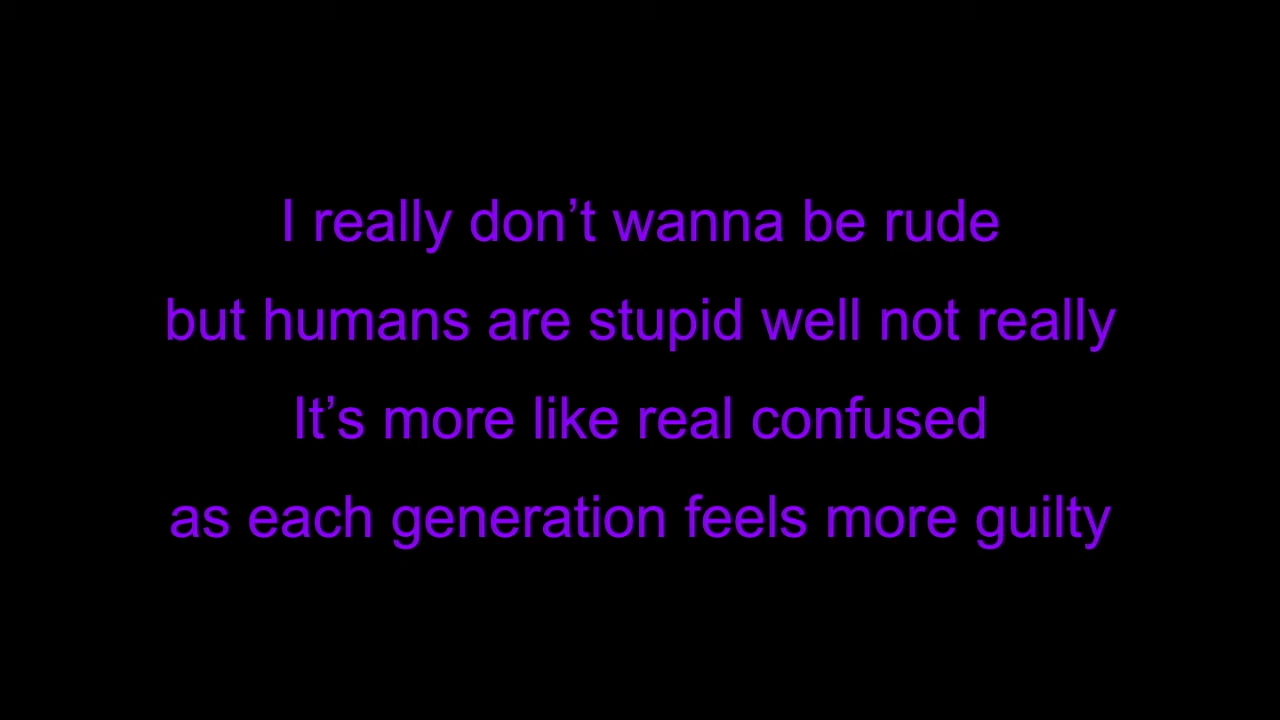 I really don’t wanna be rude
but humans are stupid well not really
It’s more like real confused
as each generation feels more guilty